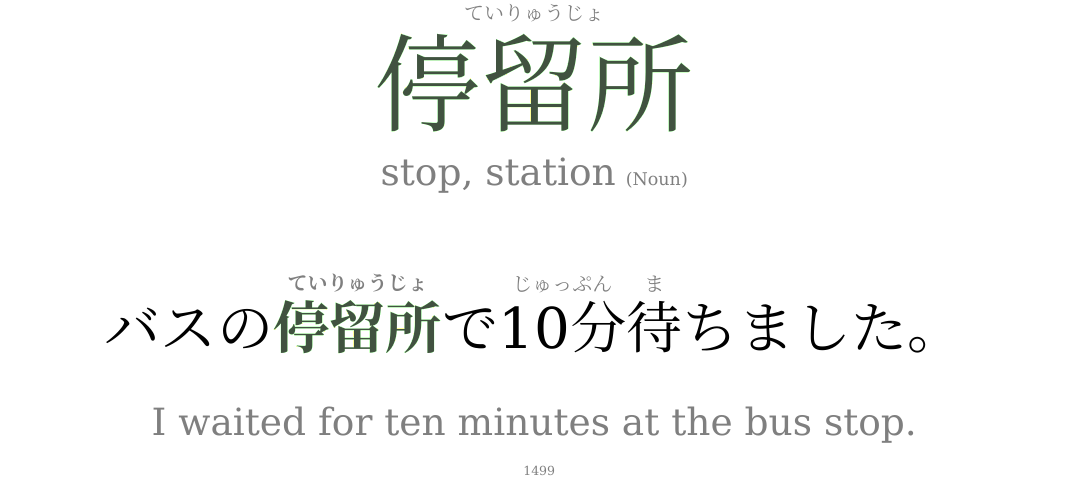 ていりゅうじょ
停留所
stop, station (Noun)
ていりゅうじょ じゅっぷん ま
バスの停留所で10分待ちました。
I waited for ten minutes at the bus stop.
1499